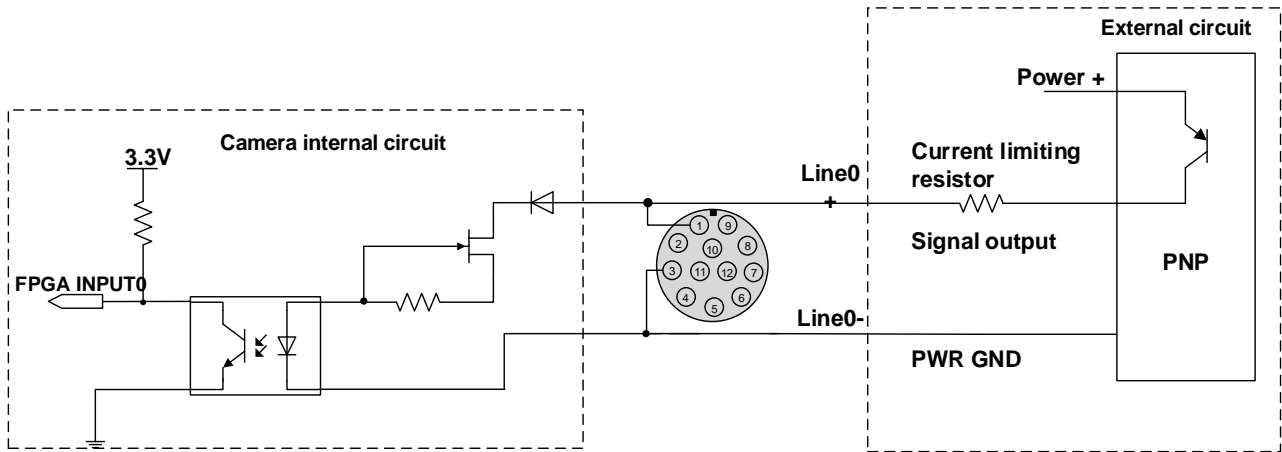 External circuit
Power +
Camera internal circuit
3.3V
Line0
+
Current limiting
resistor
Signal output
FPGA INPUT0
PNP
Line0-
PWR GND
1
9
2
8
10
3
11
12
7
4
6
5